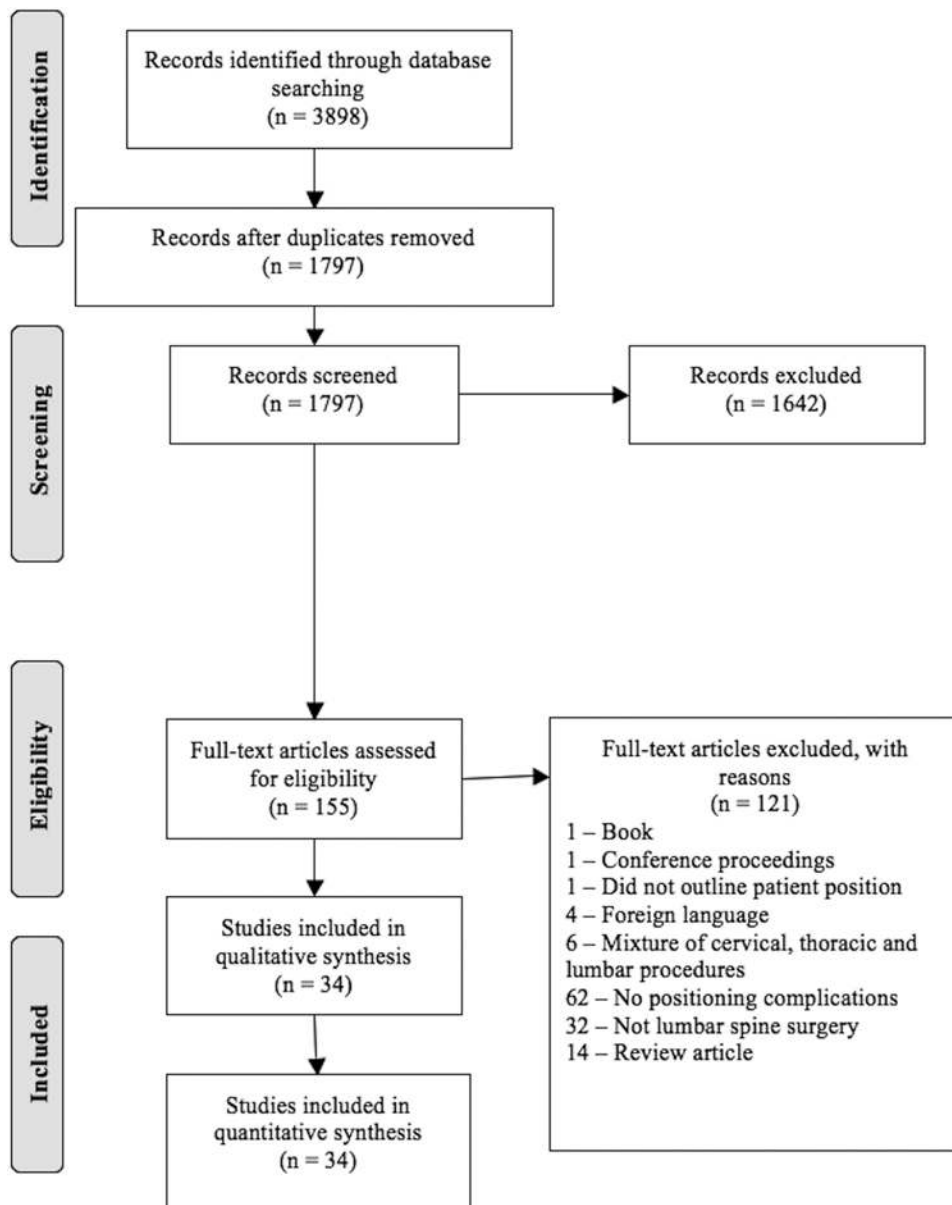 Identification
Records identified through database
searching
(n = 3898)
Records after duplicates removed
(n = 1797)
Screening
Records screened
(n = 1797)
Records excluded
(n = 1642)
Eligibility
Full-text articles assessed
for eligibility
(n = 155)
Full-text articles excluded, with
reasons
(n = 121)
1 – Book
1 – Conference proceedings
1 – Did not outline patient position
4 – Foreign language
6 – Mixture of cervical, thoracic and
lumbar procedures
62 – No positioning complications
32 – Not lumbar spine surgery
14 – Review article
Studies included in
qualitative synthesis
(n = 34)
Included
Studies included in
quantitative synthesis
(n = 34)